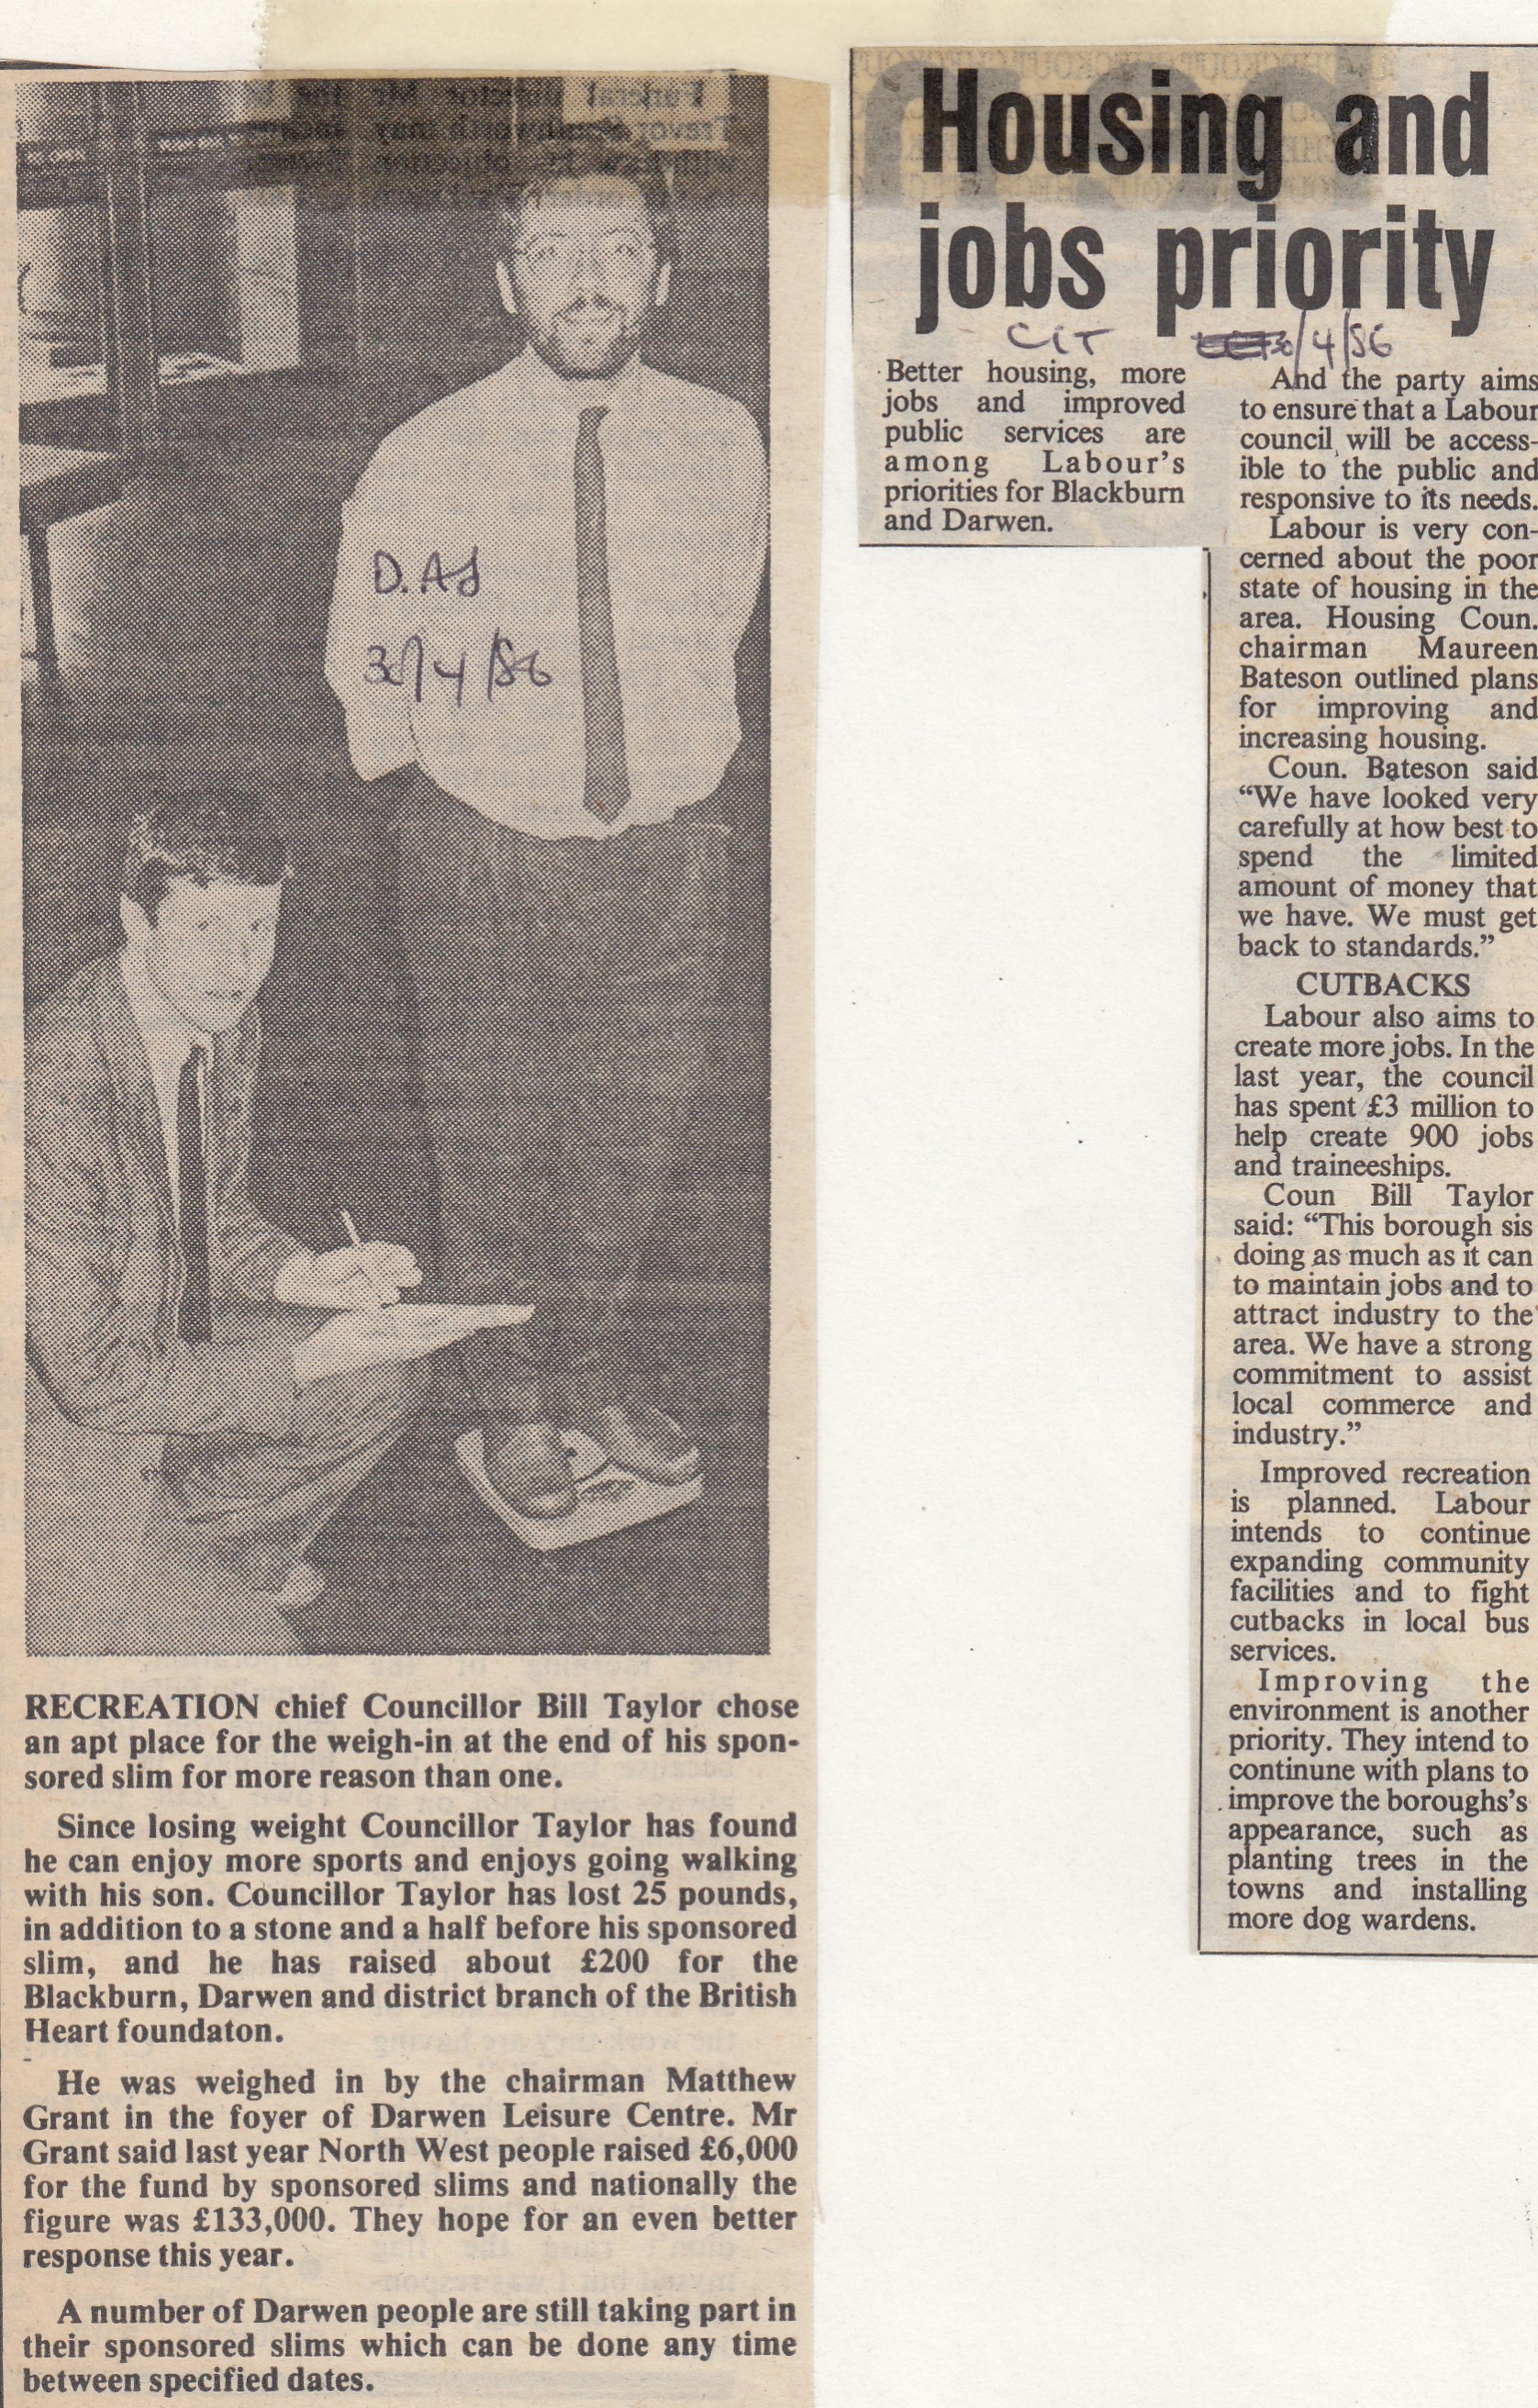 D.AJ
30/4/86
RECREATION chief Councillor Bill Taylor chose
an apt place for the weigh-in at the end of his spon-
sored slim for more reason than one.
Since losing weight Councillor Taylor has found
he can enjoy more sports and enjoys going walking
with his son. Councillor Taylor has lost 25 pounds,
in addition to a stone and a half before his sponsored
slim, and he has raised about £200 for the
Blackburn, Darwen and district branch of the British
Heart foundaton.
He was weighed in by the chairman Matthew
Grant in the foyer of Darwen Leisure Centre. Mr
Grant said last year North West people raised £6,000
for the fund by sponsored slims and nationally the
figure was £133,000. They hope for an even better
response this year.
A number of Darwen people are still taking part in
their sponsored slims which can be done any time
between specified dates.
Housing and
jobs priority
CIT 30/4/86
Better housing, more
jobs and improved
public services are
among Labour's
priorities for Blackburn
and Darwen.
And the party aims
to ensure that a Labour
council will be access-
ible to the public and
responsive to its needs.
Labour is very con-
cerned about the poor
state of housing in the
area. Housing Coun.
chairman Maureen
Bateson outlined plans
for improving and
increasing housing.
Coun. Bateson said
“We have looked very
carefully at how best to
spend the limited
amount of money that
we have. We must get
back to standards.”
CUTBACKS
Labour also aims to
create more jobs. In the
last year, the council
has spent £3 million to
help create 900 jobs
and traineeships.
Coun Bill Taylor
said: “This borough sis
doing as much as it can
to maintain jobs and to
attract industry to the
area. We have a strong
commitment to assist
local commerce and
industry.”
Improved recreation
is planned. Labour
intends to continue
expanding community
facilities and to fight
cutbacks in local bus
services.
Improving the
environment is another
priority. They intend to
continune with plans to
improve the boroughs's
appearance, such as
planting trees in the
towns and installing
more dog wardens.